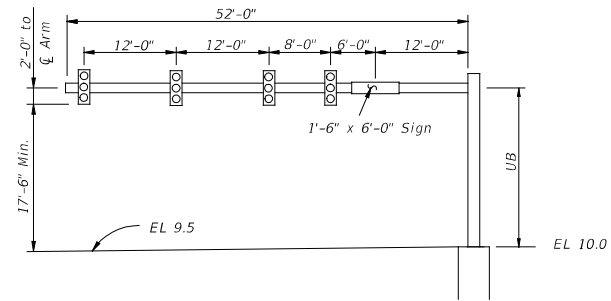 52'-0"
2'-0" to
℄ Arm
12'-0"
12'-0"
8'-0"
6'-0"
12'-0"
1'-6" x 6'-0" Sign
17'-6" Min.
UB
EL 9.5
EL 10.0